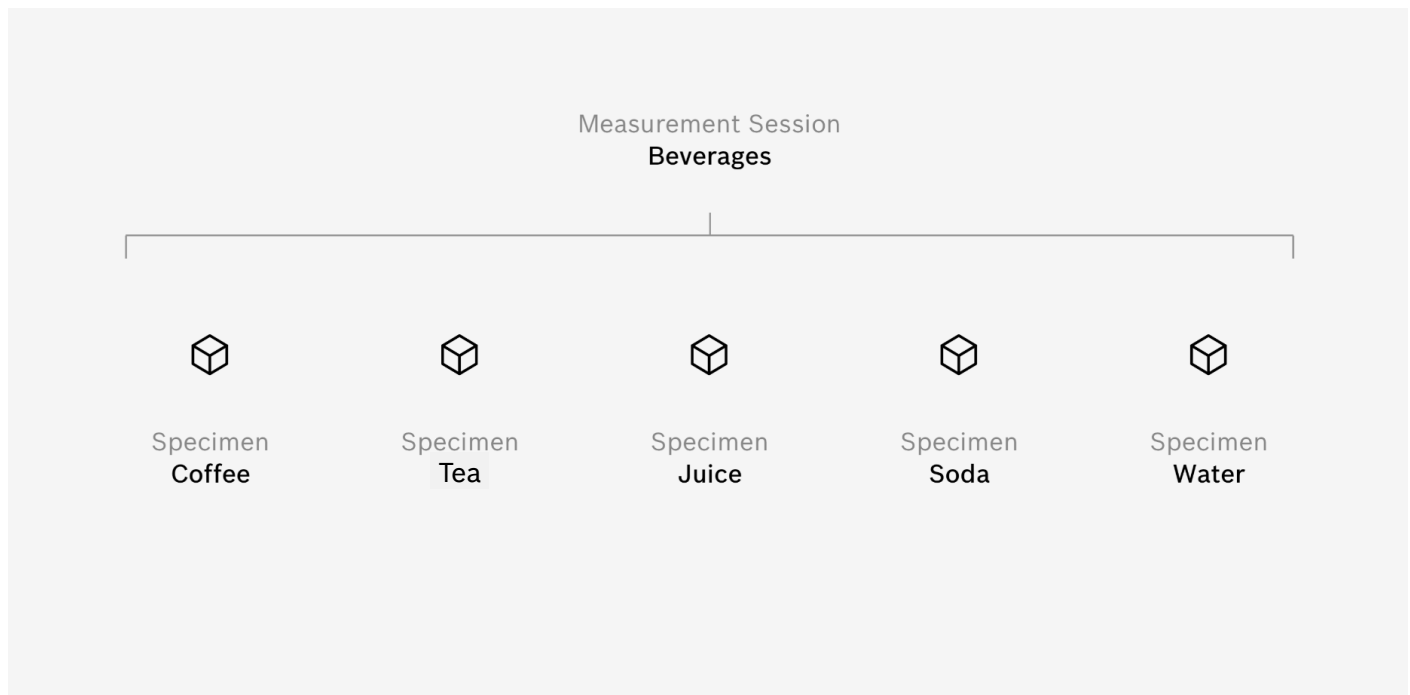 Measurement Session
Beverages
Specimen
Coffee
Specimen
Tea
Specimen
Juice
Specimen
Soda
Specimen
Water